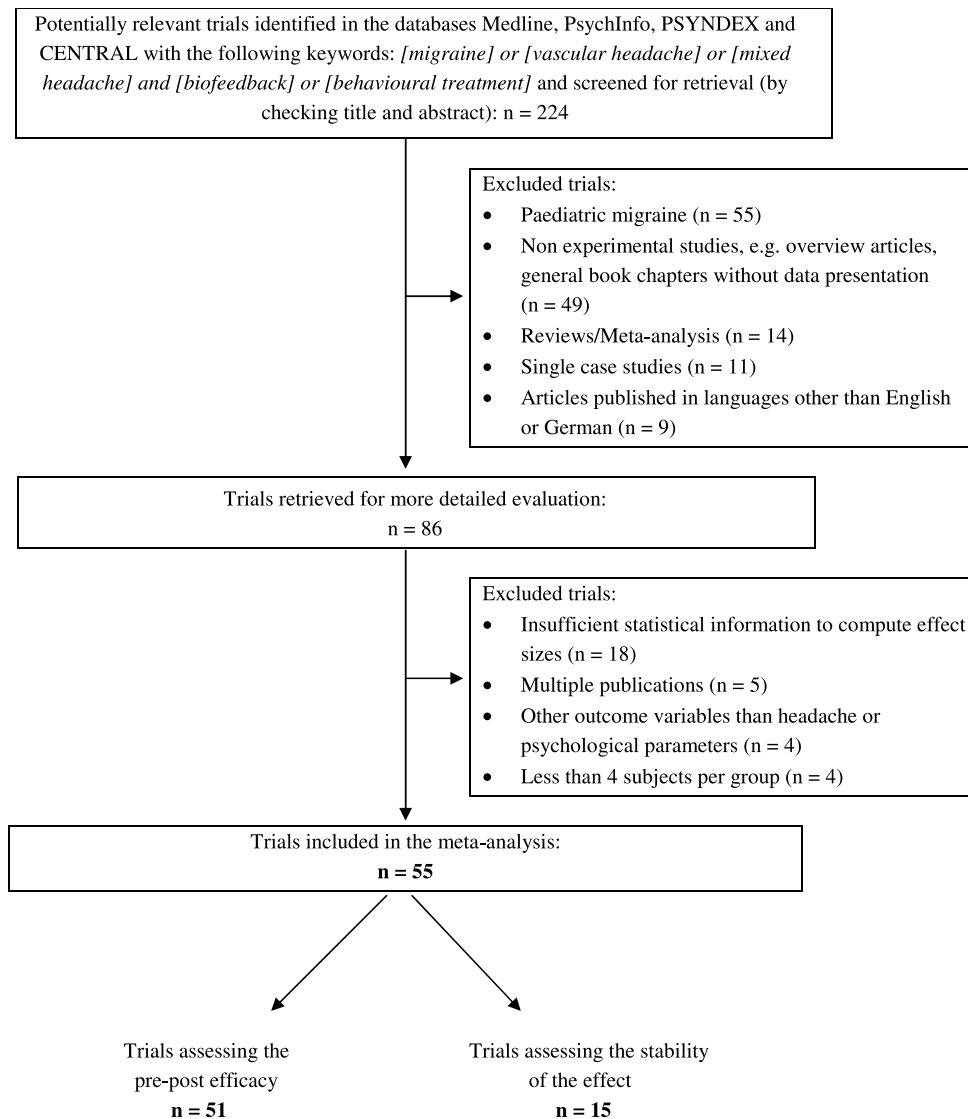 Potentially relevant trials identified in the databases Medline, PsychInfo, PSYNDEX and
CENTRAL with the following keywords: [migraine] or [vascular headache] or [mixed
headache] and [biofeedback] or [behavioural treatment] and screened for retrieval (by
checking title and abstract): n = 224
Excluded trials:
• Paediatric migraine (n = 55)
• Non experimental studies, e.g. overview articles,
general book chapters without data presentation
(n = 49)
• Reviews/Meta-analysis (n = 14)
• Single case studies (n = 11)
• Articles published in languages other than English
or German (n = 9)
Trials retrieved for more detailed evaluation:
n = 86
Excluded trials:
• Insufficient statistical information to compute effect
sizes (n = 18)
• Multiple publications (n = 5)
• Other outcome variables than headache or
psychological parameters (n = 4)
• Less than 4 subjects per group (n = 4)
Trials included in the meta-analysis:
n = 55
Trials assessing the
pre-post efficacy
n = 51
Trials assessing the stability
of the effect
n = 15